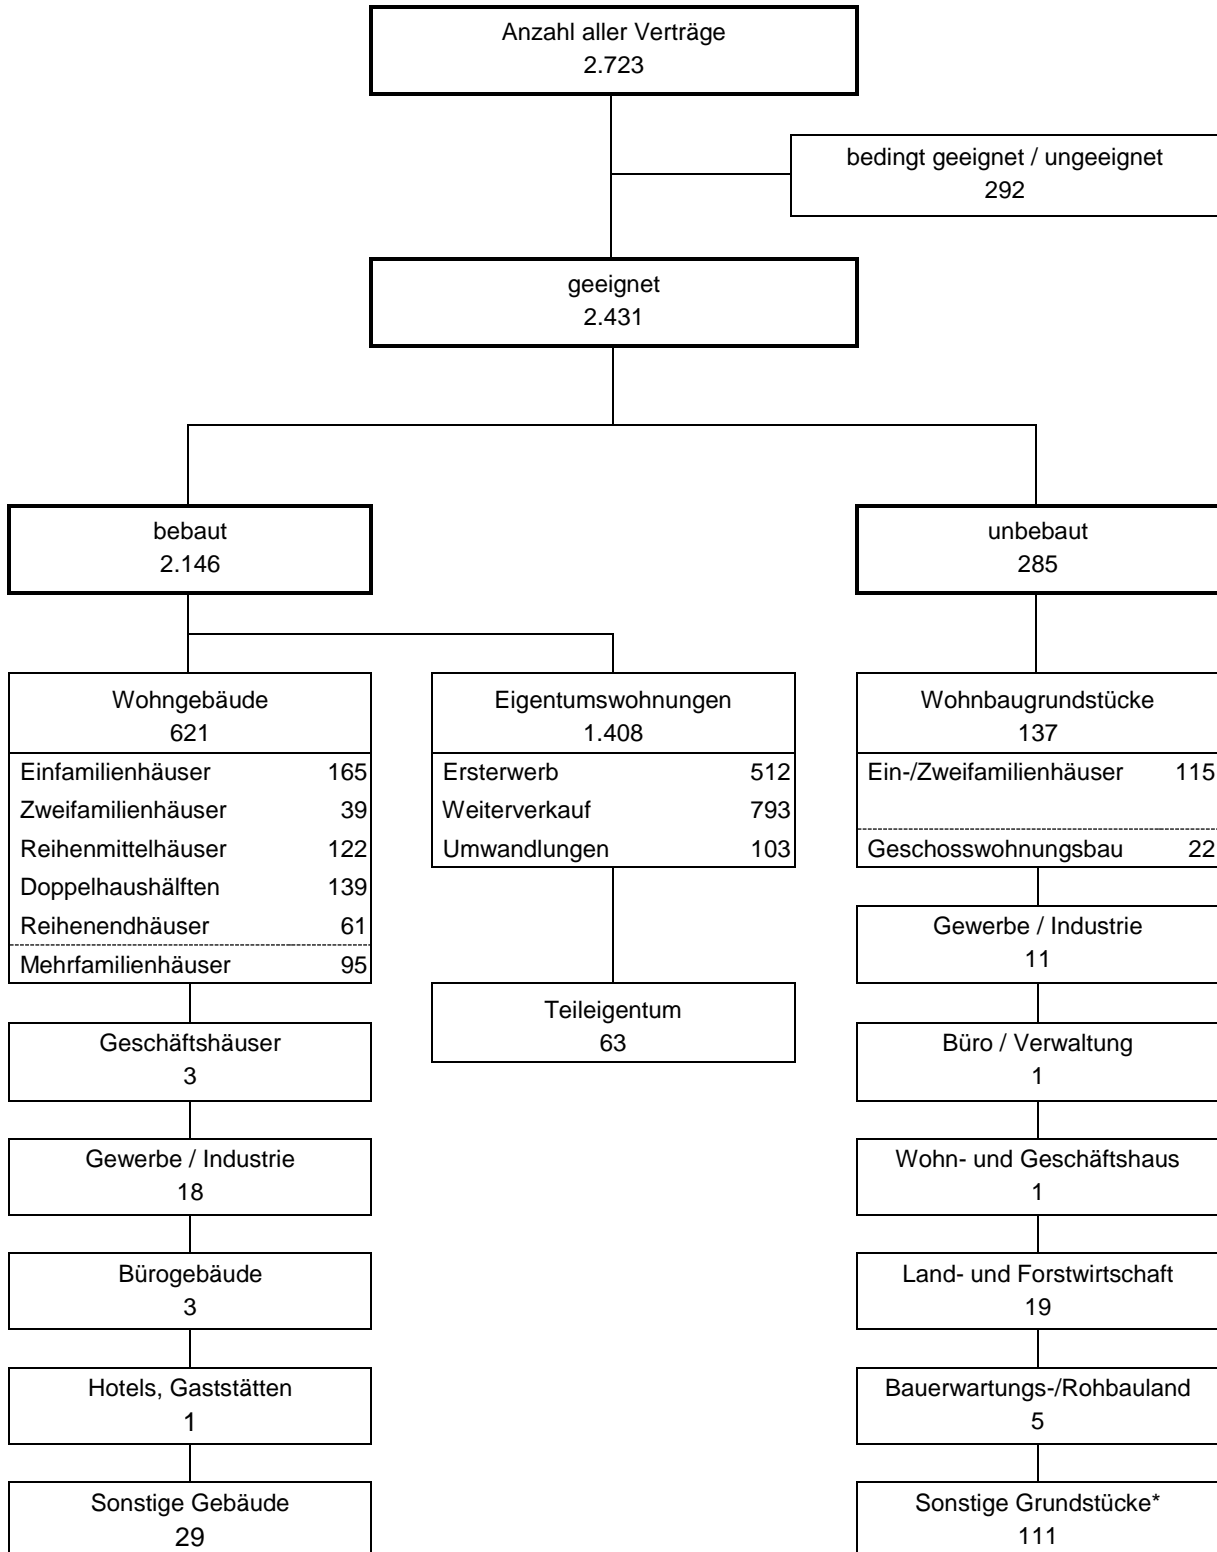 Anzahl aller Verträge
2.723
bedingt geeignet / ungeeignet
292
geeignet
2.431
bebaut
2.146
unbebaut
285
Wohngebäude
621
Einfamilienhäuser 165
Zweifamilienhäuser 39
Reihenmittelhäuser 122
Doppelhaushälften 139
Reihenendhäuser 61
Mehrfamilienhäuser 95
Geschäftshäuser
3
Gewerbe / Industrie
18
Bürogebäude
3
Hotels, Gaststätten
1
Sonstige Gebäude
29
Eigentumswohnungen
1.408
Ersterwerb 512
Weiterverkauf 793
Umwandlungen 103
Teileigentum
63
Wohnbaugrundstücke
137
Ein-/Zweifamilienhäuser 115
Geschosswohnungsbau 22
Gewerbe / Industrie
11
Büro / Verwaltung
1
Wohn- und Geschäftshaus
1
Land- und Forstwirtschaft
19
Bauerwartungs-/Rohbauland
5
Sonstige Grundstücke*
111